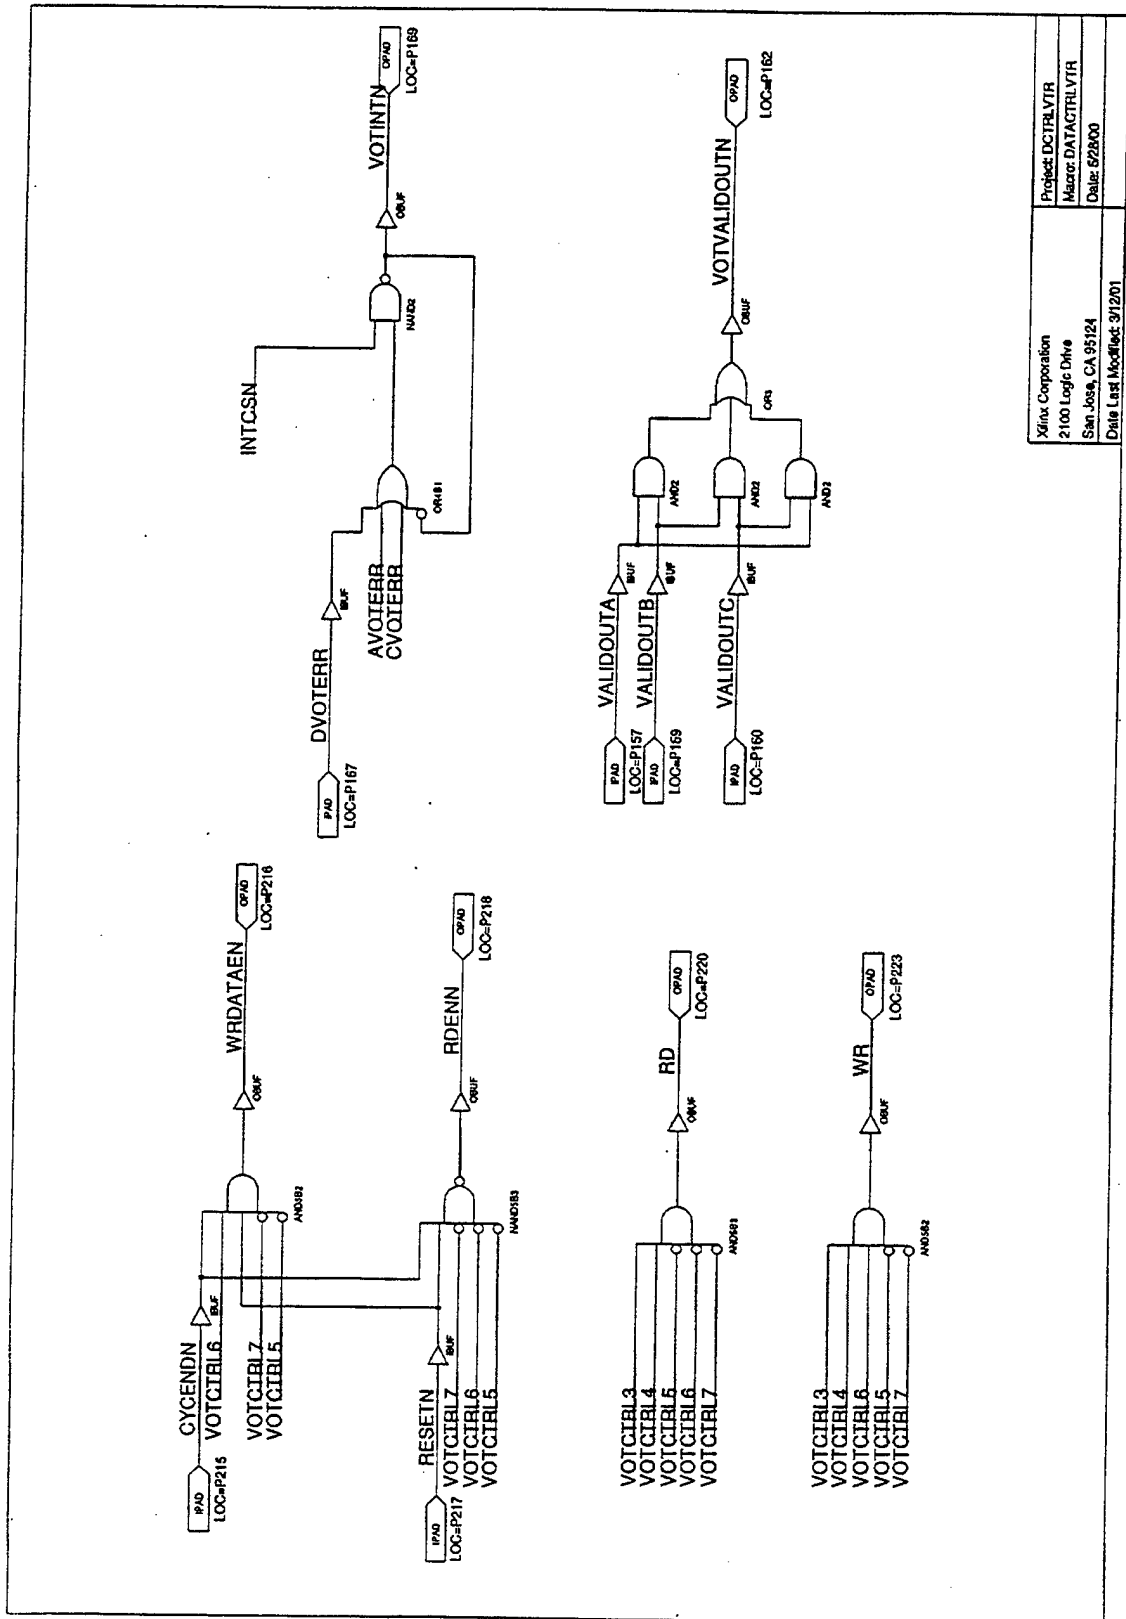 CYCENDN
IPAD
LOC=P215
IBUF
VOTCTRL6
VOTCTRL7
VOTCTRL5
AND5B2
OBUF
WRDATAEN
OPAD
LOC=P216
RESETN
IPAD
LOC=P217
IBUF
VOTCTRL7
VOTCTRL6
VOTCTRL5
NAND5B3
OBUF
RDENN
OPAD
LOC=P218
VOTCTRL3
VOTCTRL4
VOTCTRL5
VOTCTRL6
VOTCTRL7
AND5B3
OBUF
RD
OPAD
LOC=P220
VOTCTRL3
VOTCTRL4
VOTCTRL6
VOTCTRL5
VOTCTRL7
AND5B2
OBUF
WR
OPAD
LOC=P223
DVOTERR
IPAD
LOC=P167
IBUF
AVOTERR
CVOTERR
OR4B1
INTCSN
NAND2
OBUF
VOTINTN
OPAD
LOC=P169
VALIDOUTA
IPAD
LOC=P157
IBUF
VALIDOUTB
IPAD
LOC=P159
IBUF
VALIDOUTC
IPAD
LOC=P160
IBUF
AND2
AND2
AND2
OR3
OBUF
VOTVALIDOUTN
OPAD
LOC=P162
Xilinx Corporation
2100 Logic Drive
San Jose, CA 95124
Date Last Modified: 3/12/01
Project: DCTRLVTR
Macro: DATACTRLVTR
Date: 5/28/00